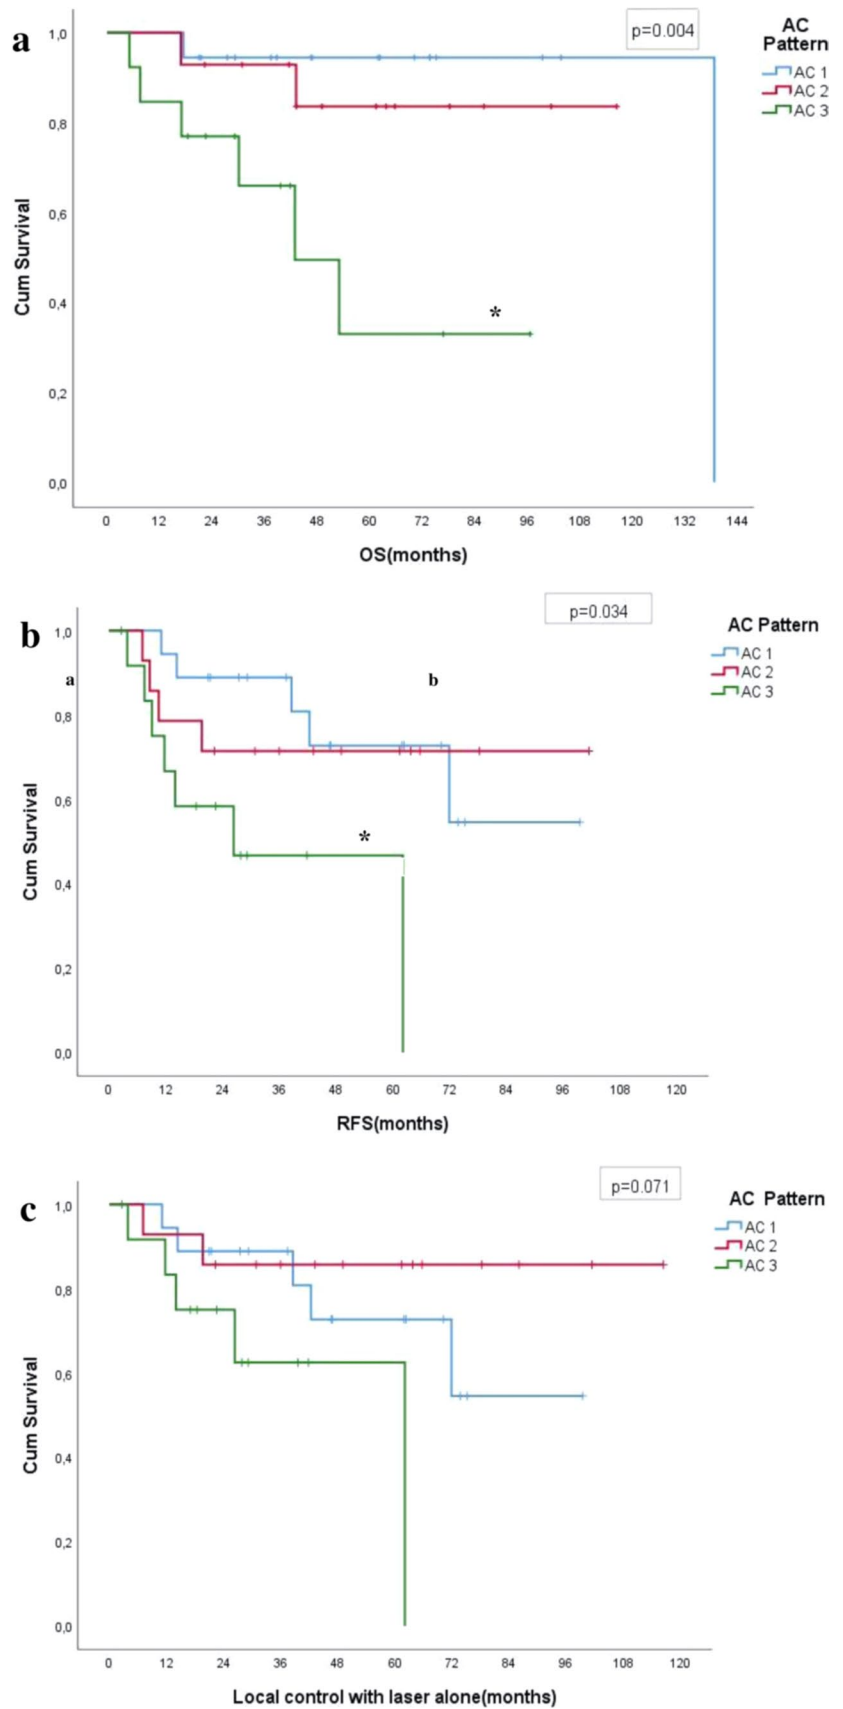 a
p=0.004
AC
Pattern
AC 1
AC 2
AC 3
1,0
0,8
0,6
0,4
0,2
0,0
Cum Survival
*
0 12 24 36 48 60 72 84 96 108 120 132 144
OS(months)
b
p=0.034
AC Pattern
AC 1
AC 2
AC 3
a
b
1,0
0,8
0,6
0,4
0,2
0,0
Cum Survival
*
0 12 24 36 48 60 72 84 96 108 120
RFS(months)
c
p=0.071
AC Pattern
AC 1
AC 2
AC 3
1,0
0,8
0,6
0,4
0,2
0,0
Cum Survival
0 12 24 36 48 60 72 84 96 108 120
Local control with laser alone(months)